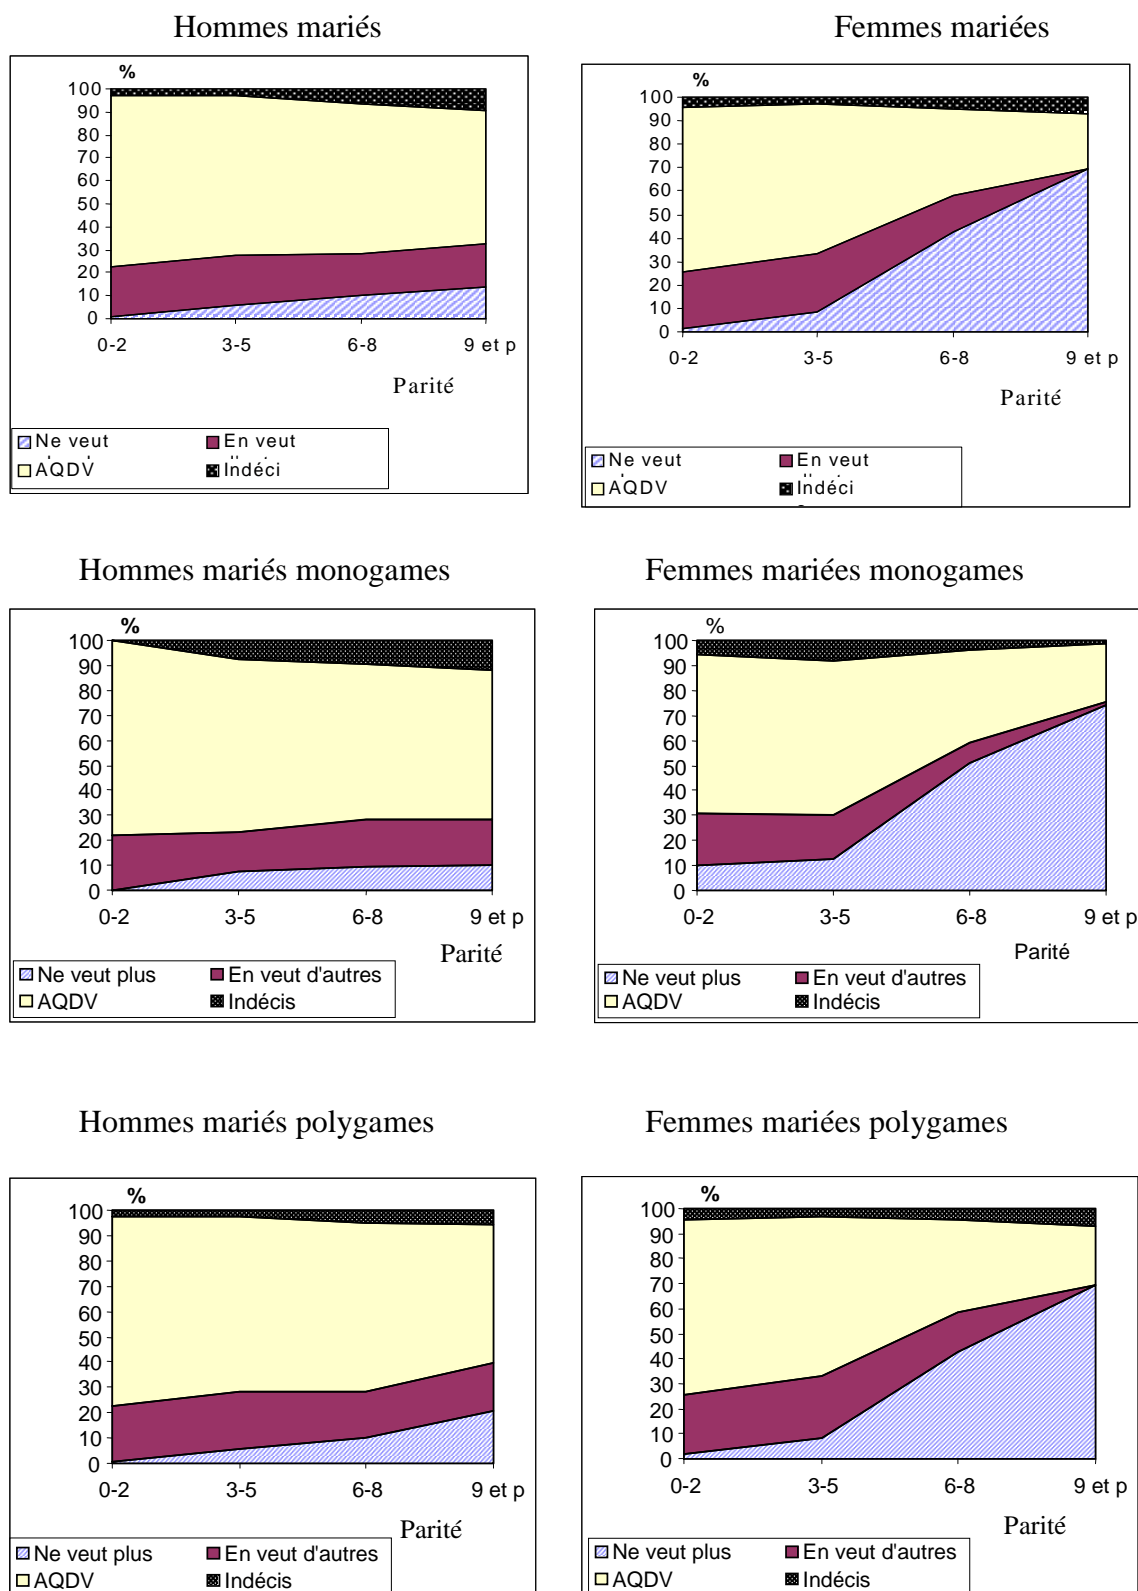 Hommes mariés
%
100
90
80
70
60
50
40
30
20
10
0
0-2 3-5 6-8 9 et p
Parité
Ne veut En veut
AQDV Indéci
Femmes mariées
%
100
90
80
70
60
50
40
30
20
10
0
0-2 3-5 6-8 9 et p
Parité
Ne veut En veut
AQDV Indéci
Hommes mariés monogames
%
100
90
80
70
60
50
40
30
20
10
0
0-2 3-5 6-8 9 et p
Parité
Ne veut plus En veut d'autres
AQDV Indécis
Femmes mariées monogames
%
100
90
80
70
60
50
40
30
20
10
0
0-2 3-5 6-8 9 et p
Parité
Ne veut plus En veut d'autres
AQDV Indécis
Hommes mariés polygames
%
100
90
80
70
60
50
40
30
20
10
0
0-2 3-5 6-8 9 et p
Parité
Ne veut plus En veut d'autres
AQDV Indécis
Femmes mariées polygames
%
100
90
80
70
60
50
40
30
20
10
0
0-2 3-5 6-8 9 et p
Parité
Ne veut plus En veut d'autres
AQDV Indécis